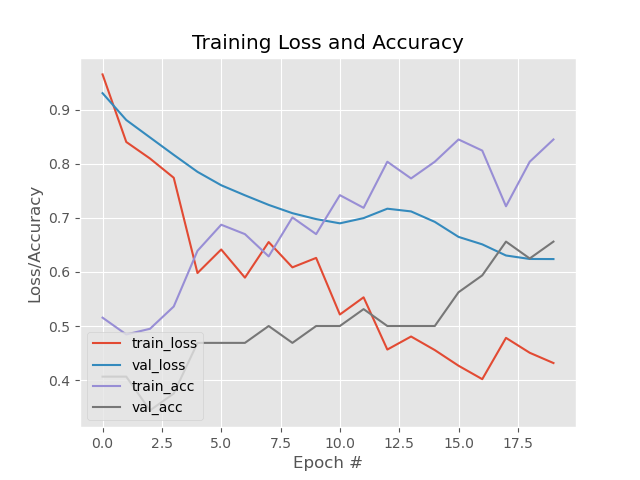 Training Loss and Accuracy
Loss/Accuracy
0.9
0.8
0.7
0.6
0.5
0.4
train_loss
val_loss
train_acc
val_acc
0.0 2.5 5.0 7.5 10.0 12.5 15.0 17.5
Epoch #